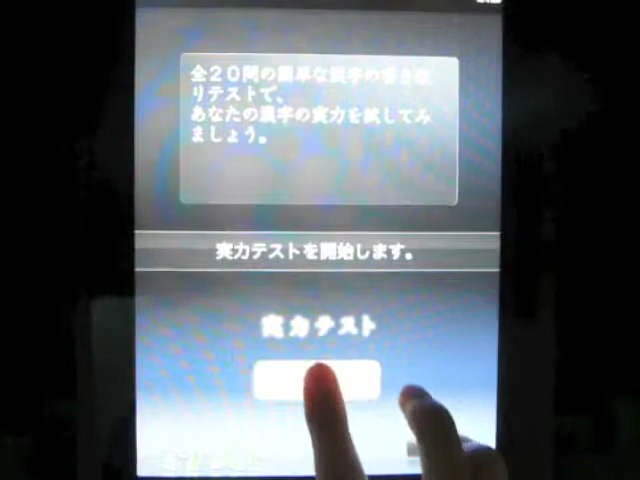 全20問の簡単な漢字の書き取
りテストで、
あなたの漢字の実力を試してみ
ましょう。
実力テストを開始します。
実力テスト